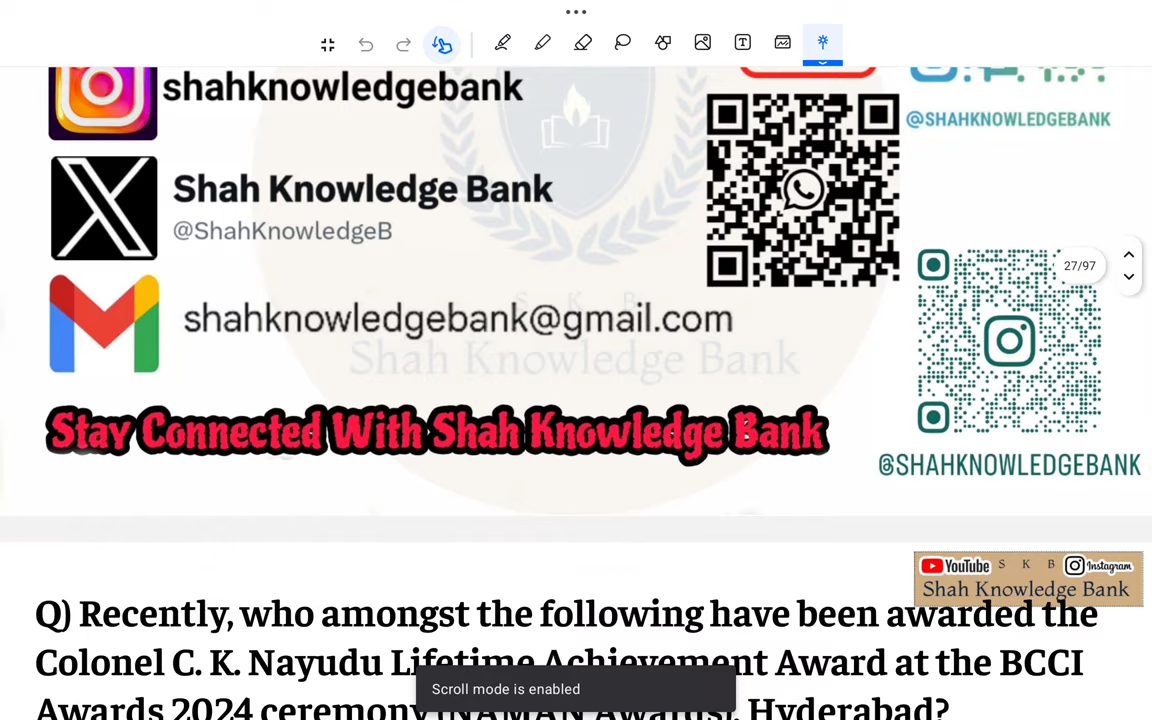 shahknowledgebank
@SHAHKNOWLEDGEBANK
Shah Knowledge Bank
@ShahKnowledgeB
27/97
shahknowledgebank@gmail.com
S K B
Shah Knowledge Bank
Stay Connected With Shah Knowledge Bank
@SHAHKNOWLEDGEBANK
YouTube S K B Instagram
Shah Knowledge Bank
Q) Recently, who amongst the following have been awarded the
Colonel C. K. Nayudu Lifetime Achievement Award at the BCCI
Awards 2024 ceremony (NAMAN Awards), Hyderabad?
Scroll mode is enabled